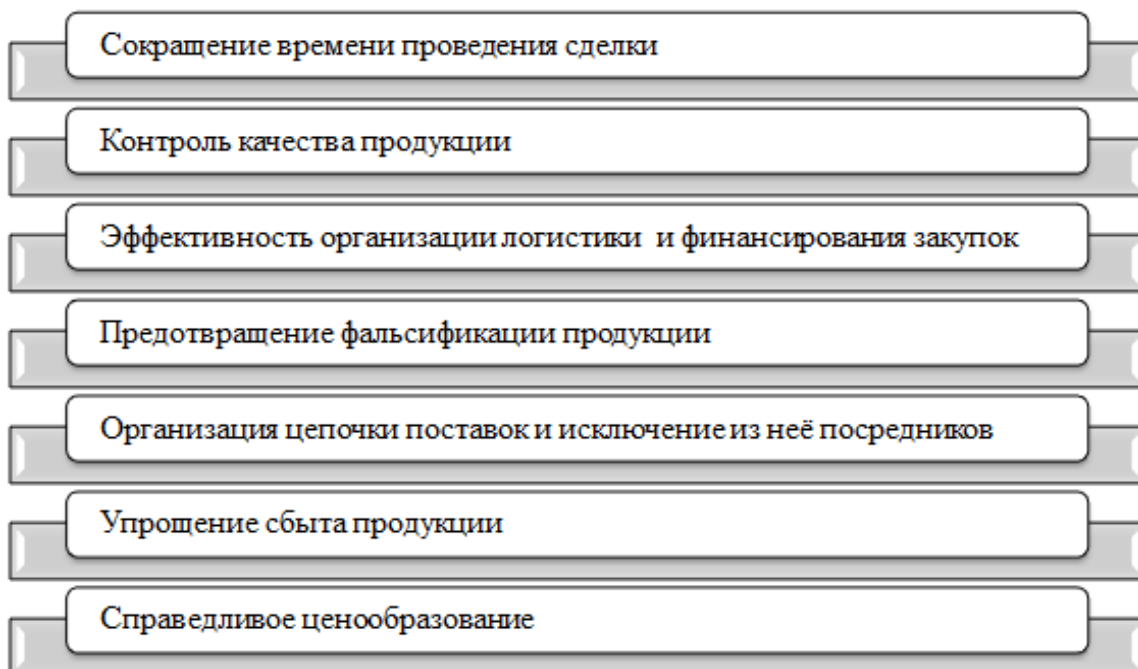 Сокращение времени проведения сделки
Контроль качества продукции
Эффективность организации логистики и финансирования закупок
Предотвращение фальсификации продукции
Организация цепочки поставок и исключение из неё посредников
Упрощение сбыта продукции
Справедливое ценообразование